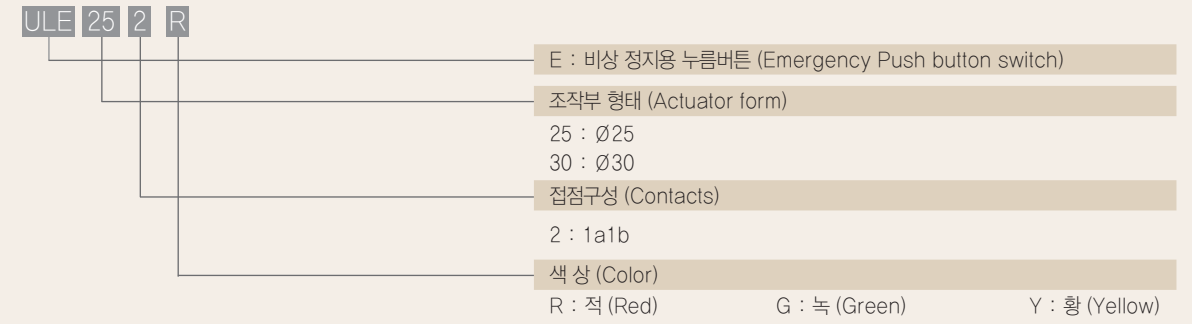 ULE 25 2 R
E : 비상 정지용 누름버튼 (Emergency Push button switch)
조작부 형태 (Actuator form)
25 : Ø25
30 : Ø30
접점구성 (Contacts)
2 : 1a1b
색 상 (Color)
R : 적 (Red) G : 녹 (Green) Y : 황 (Yellow)